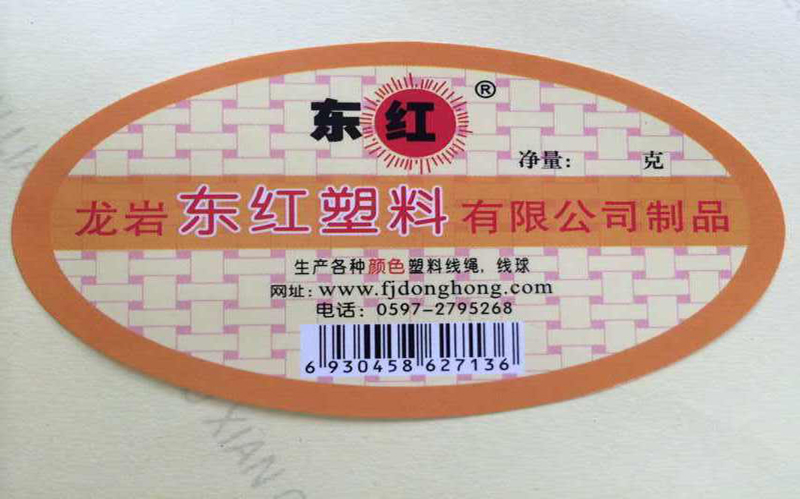 东红®
净量： 克
龙岩东红塑料有限公司制品
生产各种颜色塑料线绳，线球
网址：www.fjdonghong.com
电话：0597-2795268
6 930458 627136
XIAN